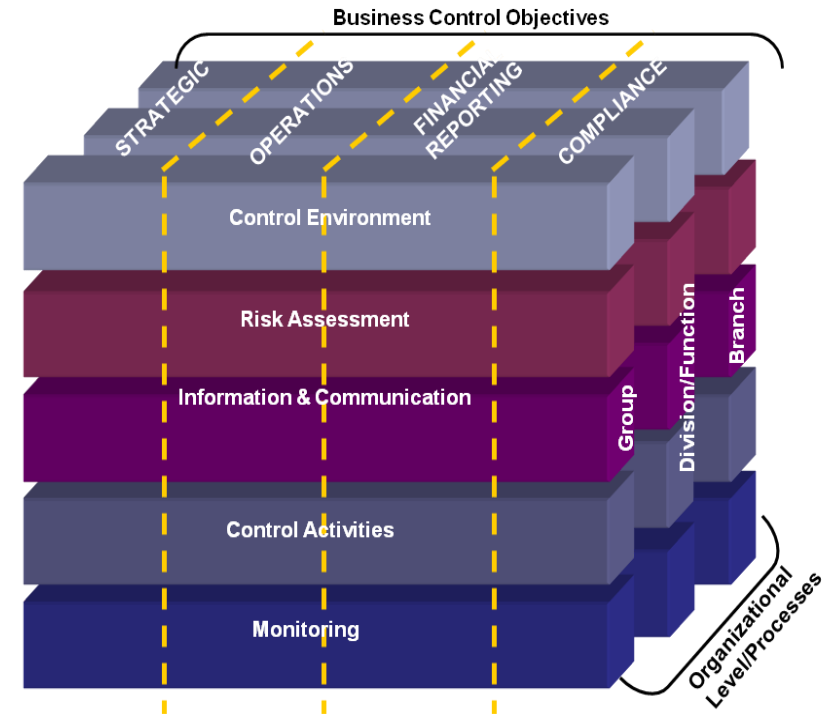 Business Control Objectives
STRATEGIC
OPERATIONS
FINANCIAL
REPORTING
COMPLIANCE
Control Environment
Risk Assessment
Information & Communication
Control Activities
Monitoring
Group
Division/Function
Branch
Organizational
Level/Processes